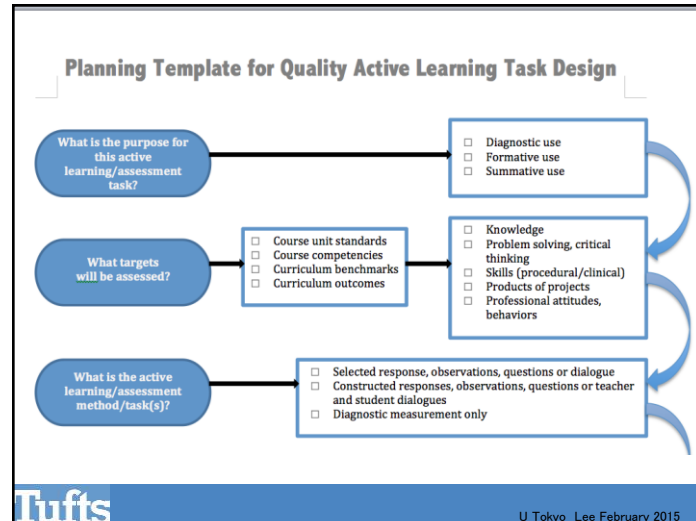 Planning Template for Quality Active Learning Task Design
What is the purpose for
this active
learning/assessment
task?
☐ Diagnostic use
☐ Formative use
☐ Summative use
What targets
will be assessed?
☐ Course unit standards
☐ Course competencies
☐ Curriculum benchmarks
☐ Curriculum outcomes
☐ Knowledge
☐ Problem solving, critical
thinking
☐ Skills (procedural/clinical)
☐ Products of projects
☐ Professional attitudes,
behaviors
What is the active
learning/assessment
method/task(s)?
☐ Selected response, observations, questions or dialogue
☐ Constructed responses, observations, questions or teacher
and student dialogues
☐ Diagnostic measurement only
Tufts
U Tokyo Lee February 2015